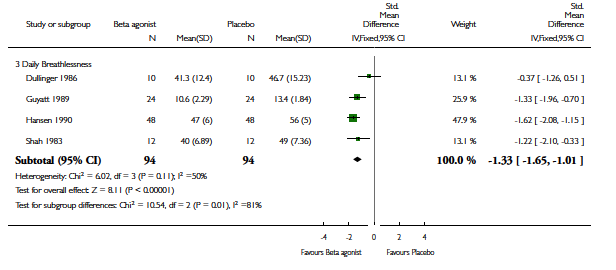 Study or subgroup Beta agonist Placebo Std. Mean Difference Weight Std. Mean Difference
N Mean(SD) N Mean(SD) IV,Fixed,95% CI IV,Fixed,95% CI
3 Daily Breathlessness
Dullinger 1986 10 41.3 (12.4) 10 46.7 (15.23) 13.1 % -0.37 [ -1.26, 0.51 ]
Guyatt 1989 24 10.6 (2.29) 24 13.4 (1.84) 25.9 % -1.33 [ -1.96, -0.70 ]
Hansen 1990 48 47 (6) 48 56 (5) 47.9 % -1.62 [ -2.08, -1.15 ]
Shah 1983 12 40 (6.89) 12 49 (7.36) 13.1 % -1.22 [ -2.10, -0.33 ]
Subtotal (95% CI) 94 94 100.0 % -1.33 [ -1.65, -1.01 ]
Heterogeneity: Chi² = 6.02, df = 3 (P = 0.11); I² =50%
Test for overall effect: Z = 8.11 (P < 0.00001)
Test for subgroup differences: Chi² = 10.54, df = 2 (P = 0.01), I² =81%
-4 -2 0 2 4
Favours Beta agonist Favours Placebo